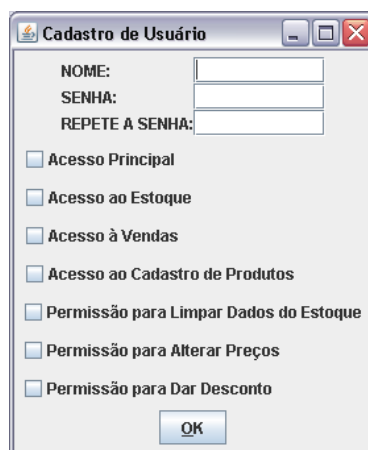 Cadastro de Usuário
NOME:
SENHA:
REPETE A SENHA:
Acesso Principal
Acesso ao Estoque
Acesso à Vendas
Acesso ao Cadastro de Produtos
Permissão para Limpar Dados do Estoque
Permissão para Alterar Preços
Permissão para Dar Desconto
OK